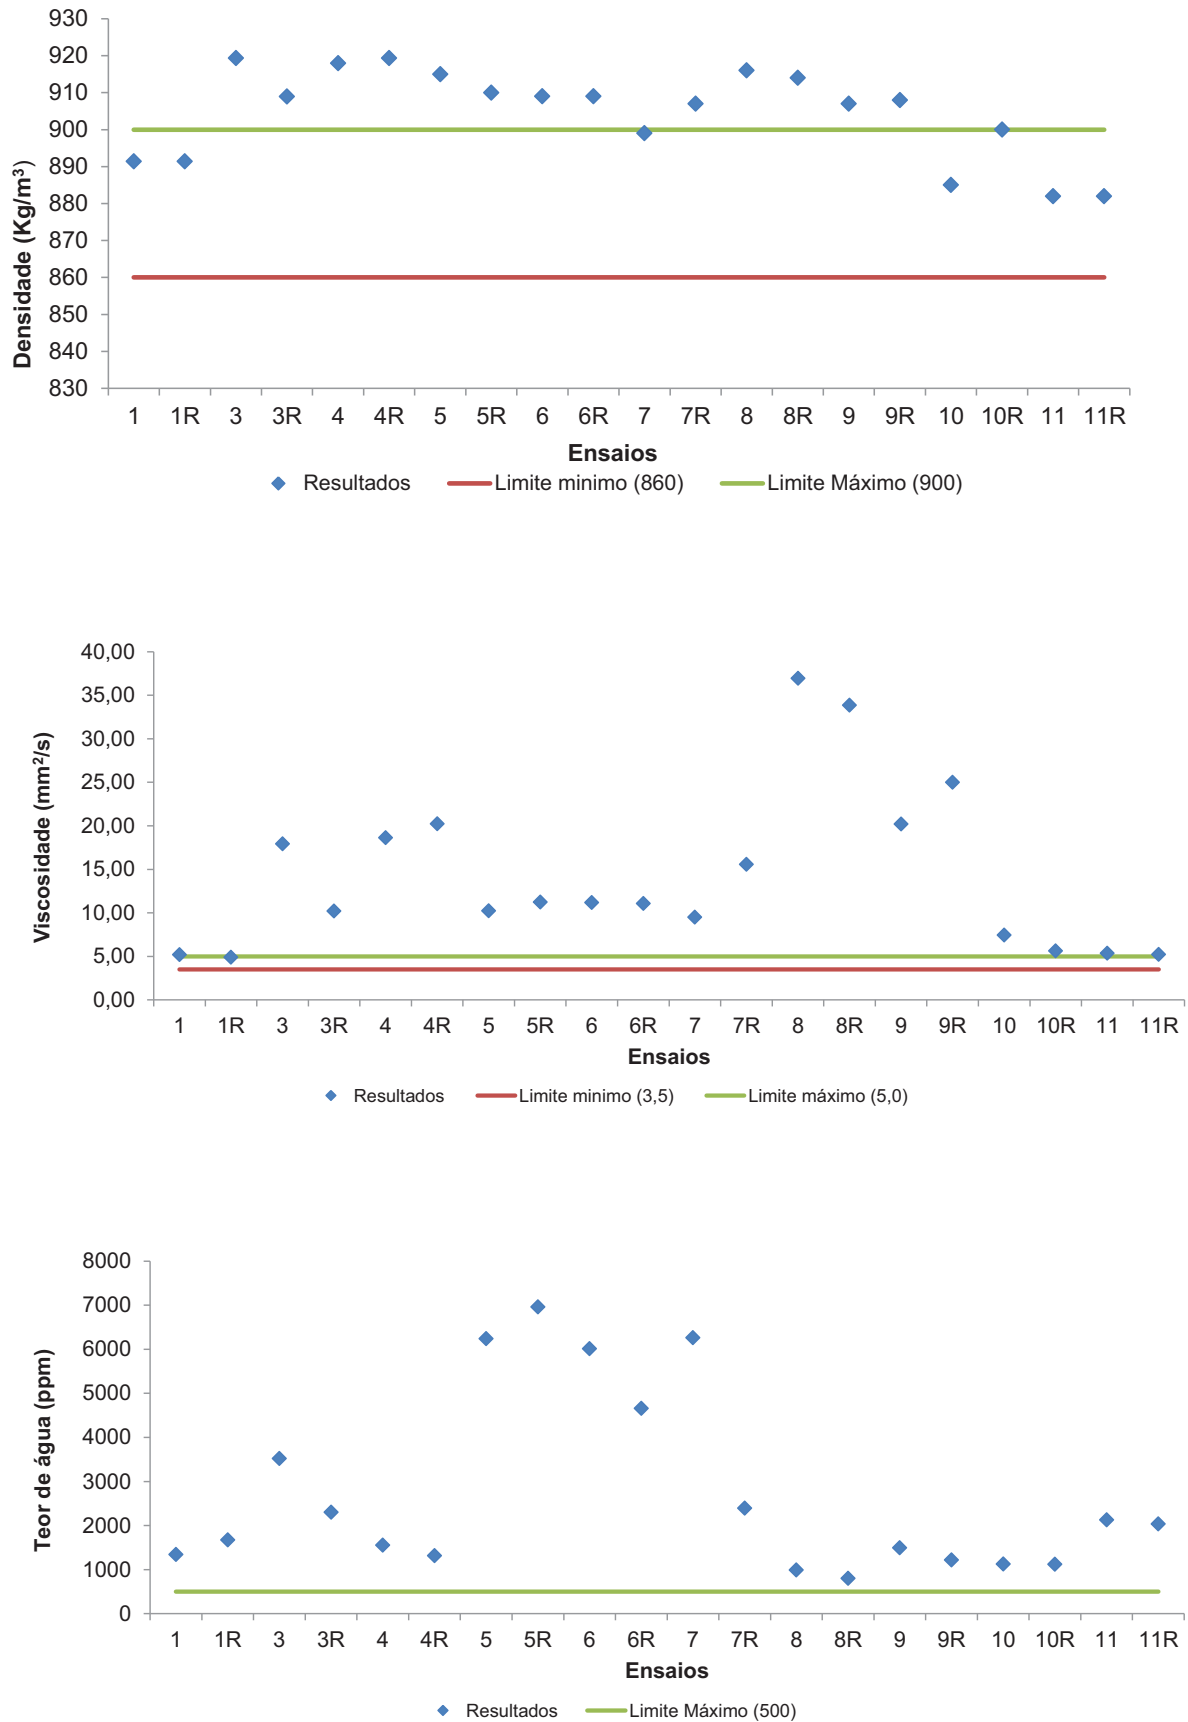 930
920
910
900
890
880
870
860
850
840
830
Densidade (Kg/m³)
1 1R 3 3R 4 4R 5 5R 6 6R 7 7R 8 8R 9 9R 10 10R 11 11R
Ensaios
Resultados Limite minimo (860) Limite Máximo (900)
40,00
35,00
30,00
25,00
20,00
15,00
10,00
5,00
0,00
Viscosidade (mm²/s)
1 1R 3 3R 4 4R 5 5R 6 6R 7 7R 8 8R 9 9R 10 10R 11 11R
Ensaios
Resultados Limite minimo (3,5) Limite máximo (5,0)
8000
7000
6000
5000
4000
3000
2000
1000
0
Teor de água (ppm)
1 1R 3 3R 4 4R 5 5R 6 6R 7 7R 8 8R 9 9R 10 10R 11 11R
Ensaios
Resultados Limite Máximo (500)